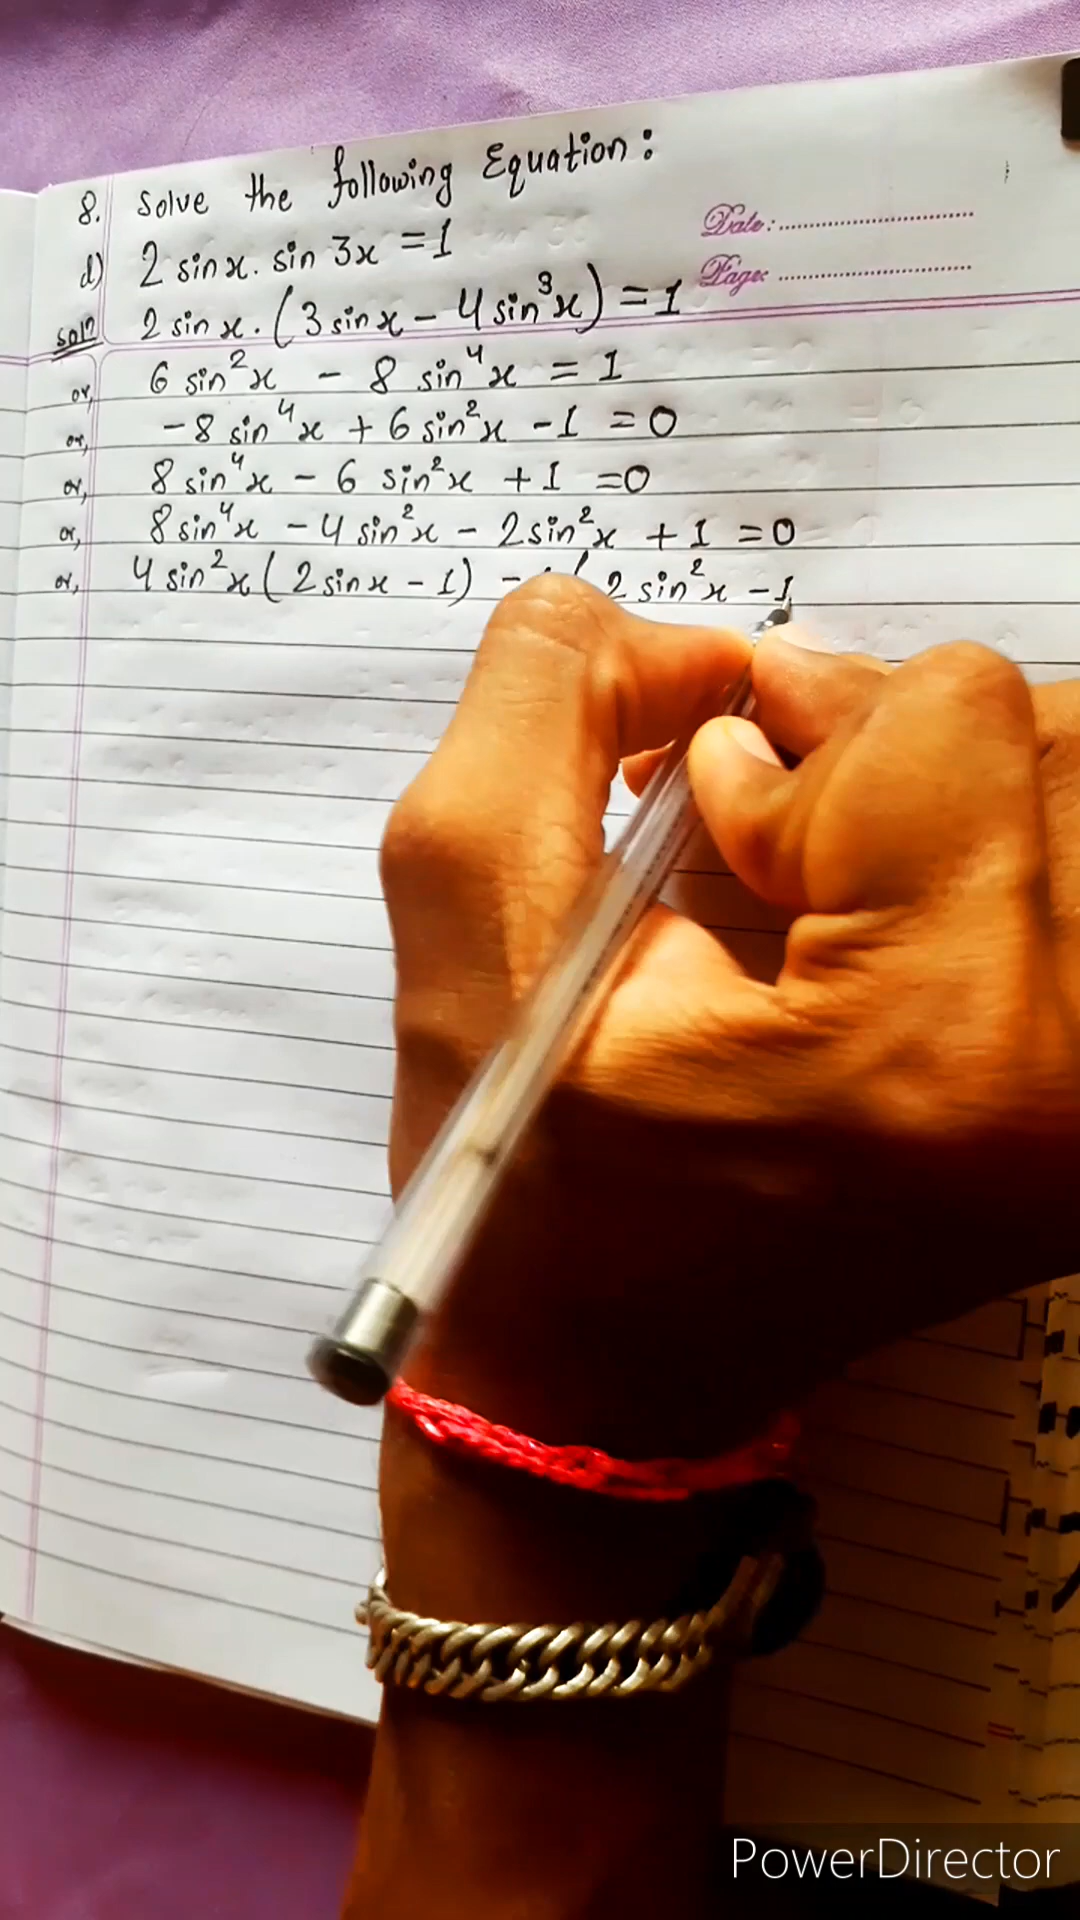 8. Solve the following Equation:
Date:
d) 2 sin x. sin 3x = 1
Page:
solⁿ 2 sin x. (3 sin x - 4 sin³x) = 1
or, 6 sin²x - 8 sin⁴x = 1
or, -8 sin⁴x + 6 sin²x - 1 = 0
or, 8 sin⁴x - 6 sin²x + 1 = 0
or, 8 sin⁴x - 4 sin²x - 2 sin²x + 1 = 0
or, 4 sin²x (2 sin x - 1) - ( 2 sin²x - 1
PowerDirector